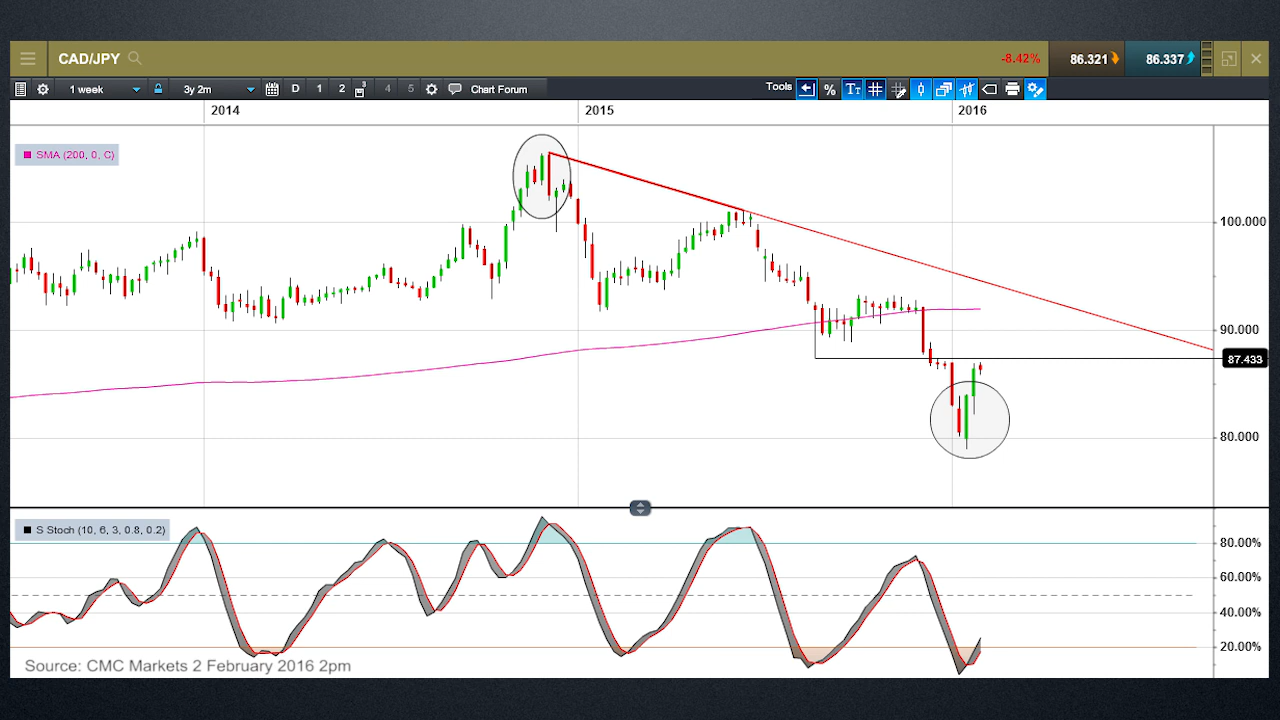 CAD/JPY
-8.42% 86.321 86.337
1 week 3y 2m D 1 2 3 4 5 Chart Forum Tools % TT
2014 2015 2016
SMA (200, 0, C)
100.000
90.000
87.433
80.000
S Stoch (10, 6, 3, 0.8, 0.2)
80.00%
60.00%
40.00%
20.00%
Source: CMC Markets 2 February 2016 2pm